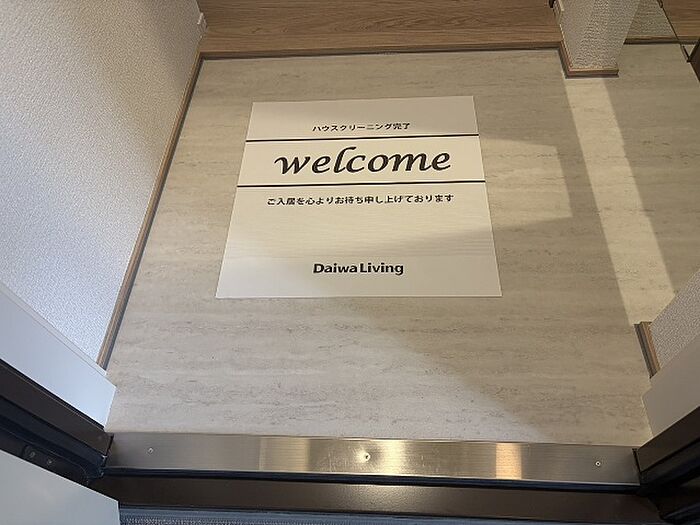 ハウスクリーニング完了
welcome
ご入居を心よりお待ち申し上げております
Daiwa Living